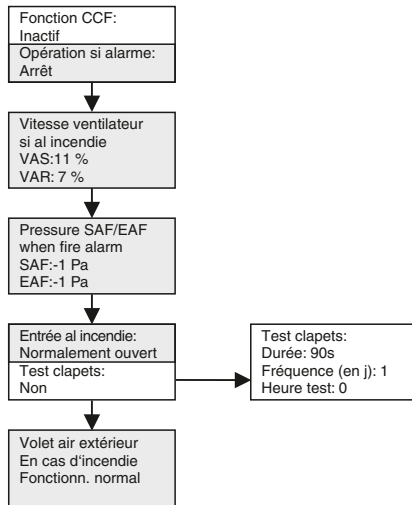 Fonction CCF:
Inactif
Opération si alarme:
Arrêt
Vitesse ventilateur
si al incendie
VAS:11 %
VAR: 7 %
Pressure SAF/EAF
when fire alarm
SAF:-1 Pa
EAF:-1 Pa
Entrée al incendie:
Normalement ouvert
Test clapets:
Non
Test clapets:
Durée: 90s
Fréquence (en j): 1
Heure test: 0
Volet air extérieur
En cas d‘incendie
Fonctionn. normal